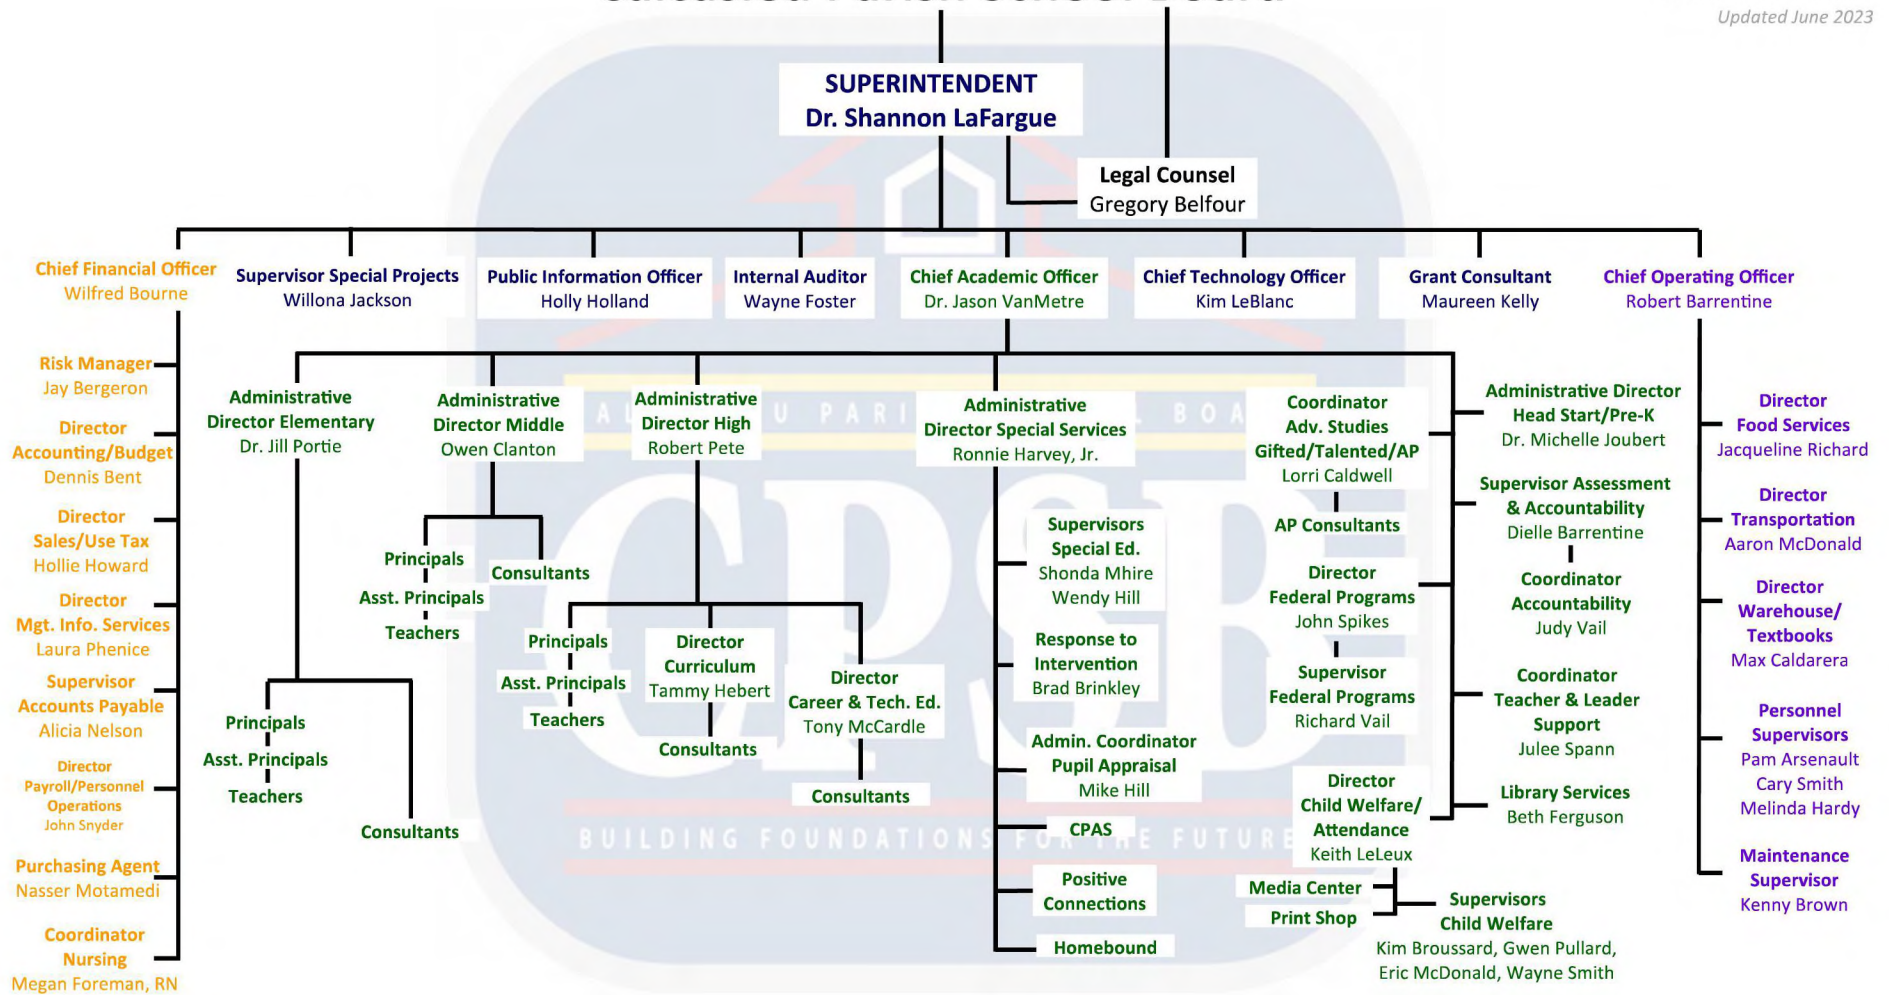 Calcasieu Parish School Board
Updated June 2023
SUPERINTENDENT
Dr. Shannon LaFargue
Legal Counsel
Gregory Belfour
Chief Financial Officer
Wilfred Bourne
Supervisor Special Projects
Willona Jackson
Public Information Officer
Holly Holland
Internal Auditor
Wayne Foster
Chief Academic Officer
Dr. Jason VanMetre
Chief Technology Officer
Kim LeBlanc
Grant Consultant
Maureen Kelly
Chief Operating Officer
Robert Barrentine
Risk Manager
Jay Bergeron
Director
Accounting/Budget
Dennis Bent
Director
Sales/Use Tax
Hollie Howard
Director
Mgt. Info. Services
Laura Phenice
Supervisor
Accounts Payable
Alicia Nelson
Director
Payroll/Personnel
Operations
John Snyder
Purchasing Agent
Nasser Motamedi
Coordinator
Nursing
Megan Foreman, RN
Administrative
Director Elementary
Dr. Jill Portie
Principals
Asst. Principals
Teachers
Consultants
Administrative
Director Middle
Owen Clanton
Principals
Asst. Principals
Teachers
Consultants
Administrative
Director High
Robert Pete
Principals
Asst. Principals
Teachers
Director
Curriculum
Tammy Hebert
Consultants
Director
Career & Tech. Ed.
Tony McCardle
Consultants
Administrative
Director Special Services
Ronnie Harvey, Jr.
Supervisors
Special Ed.
Shonda Mhire
Wendy Hill
Response to
Intervention
Brad Brinkley
Admin. Coordinator
Pupil Appraisal
Mike Hill
CPAS
Positive
Connections
Homebound
Coordinator
Adv. Studies
Gifted/Talented/AP
Lorri Caldwell
AP Consultants
Director
Federal Programs
John Spikes
Supervisor
Federal Programs
Richard Vail
Director
Child Welfare/
Attendance
Keith LeLeux
Media Center
Print Shop
Supervisors
Child Welfare
Kim Broussard, Gwen Pullard,
Eric McDonald, Wayne Smith
Administrative Director
Head Start/Pre-K
Dr. Michelle Joubert
Supervisor Assessment
& Accountability
Dielle Barrentine
Coordinator
Accountability
Judy Vail
Coordinator
Teacher & Leader
Support
Julee Spann
Library Services
Beth Ferguson
Director
Food Services
Jacqueline Richard
Director
Transportation
Aaron McDonald
Director
Warehouse/
Textbooks
Max Caldarera
Personnel
Supervisors
Pam Arsenault
Cary Smith
Melinda Hardy
Maintenance
Supervisor
Kenny Brown
CPSB
BUILDING FOUNDATIONS FOR THE FUTURE